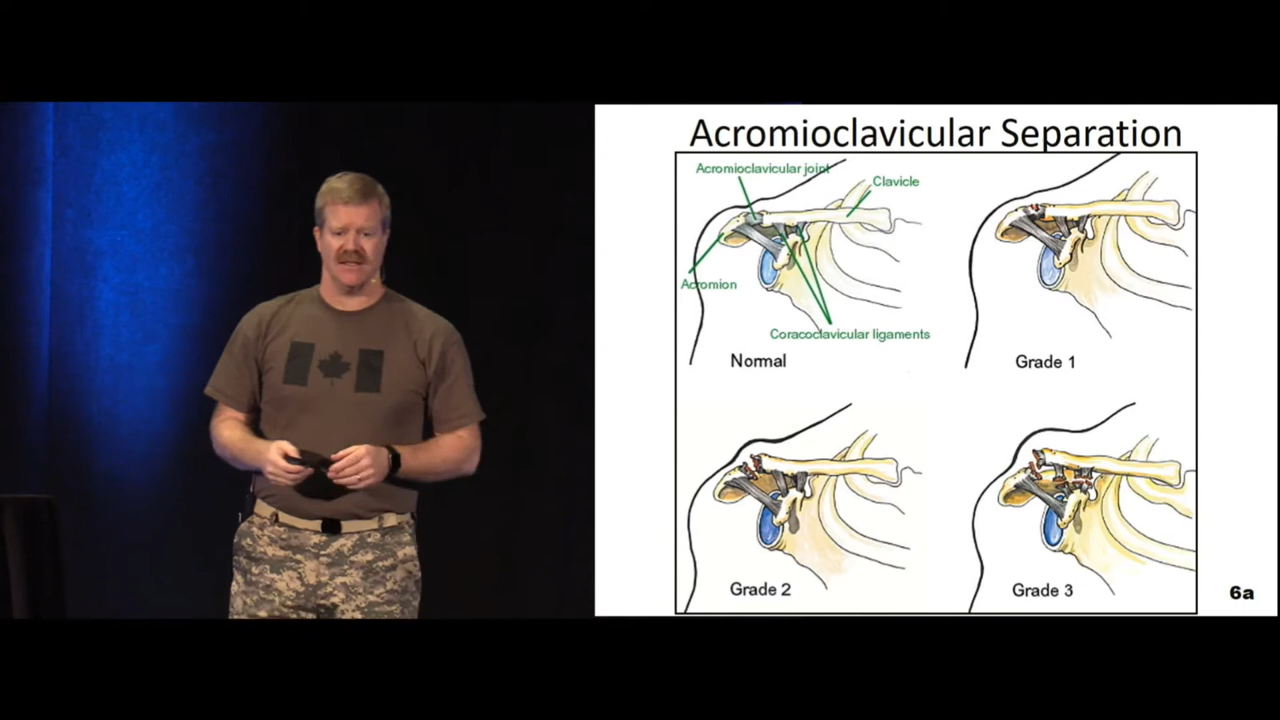 Acromioclavicular Separation
Acromioclavicular joint
Clavicle
Acromion
Coracoclavicular ligaments
Normal
Grade 1
Grade 2
Grade 3
6a